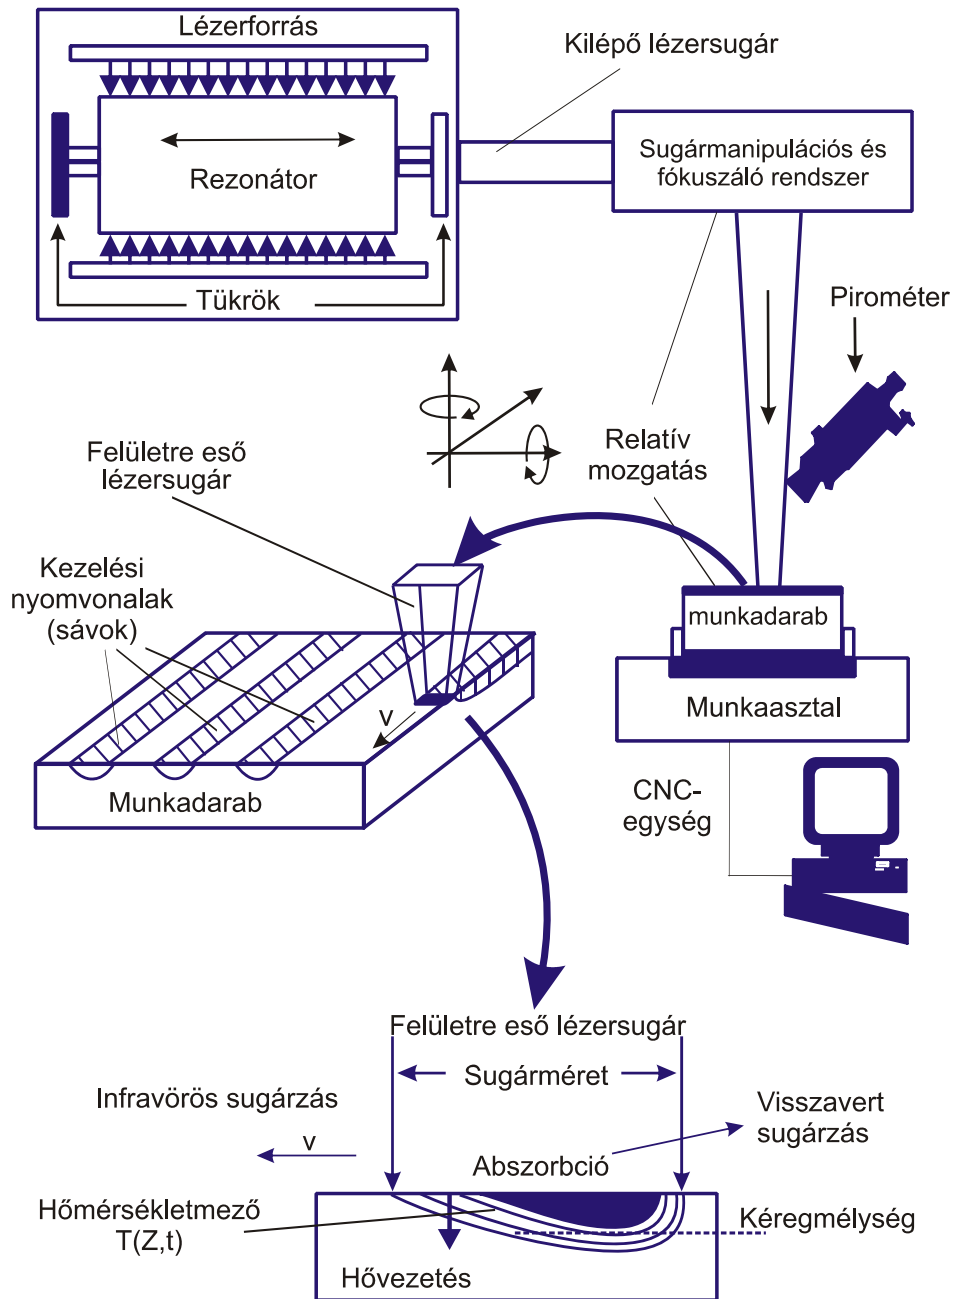 Lézerforrás
Kilépő lézersugár
Rezonátor
Sugármanipulációs és
fókuszáló rendszer
Tükrök
Pirométer
Relatív
mozgatás
Felületre eső
lézersugár
Kezelési
nyomvonalak
(sávok)
munkadarab
Munkaasztal
v
Munkadarab
CNC-
egység
Felületre eső lézersugár
Sugárméret
Infravörös sugárzás
v
Visszavert
sugárzás
Abszorbció
Hőmérsékletmező
T(Z,t)
Kéregmélység
Hővezetés